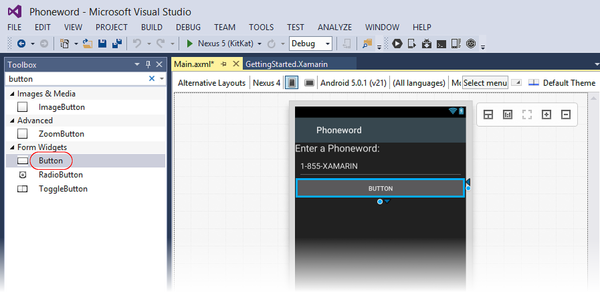 Phoneword - Microsoft Visual Studio
FILE EDIT VIEW PROJECT BUILD DEBUG TEAM TOOLS TEST ANALYZE WINDOW HELP
Nexus 5 (KitKat) Debug
Toolbox
button
Images & Media
ImageButton
Advanced
ZoomButton
Form Widgets
Button
RadioButton
ToggleButton
Main.axml* GettingStarted.Xamarin
Alternative Layouts Nexus 4 Android 5.0.1 (v21) (All languages) Select menu Default Theme
Phoneword
Enter a Phoneword:
1-855-XAMARIN
BUTTON